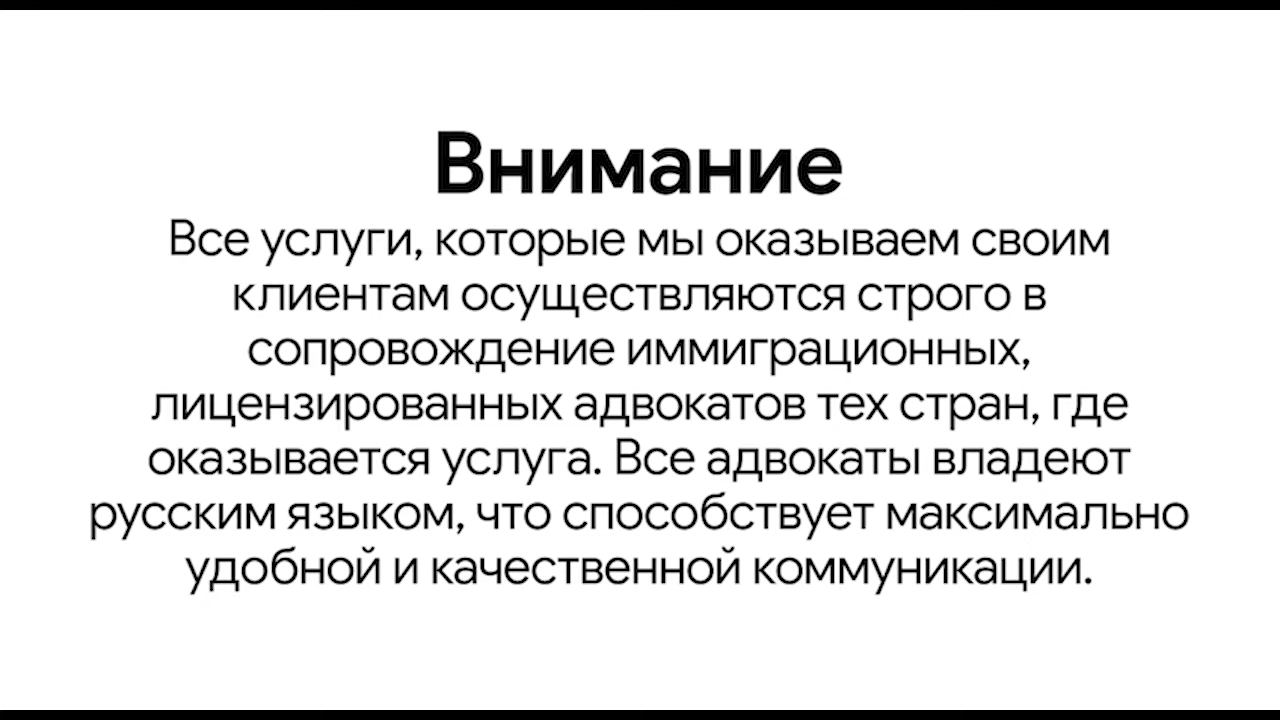 Внимание
Все услуги, которые мы оказываем своим
клиентам осуществляются строго в
сопровождение иммиграционных,
лицензированных адвокатов тех стран, где
оказывается услуга. Все адвокаты владеют
русским языком, что способствует максимально
удобной и качественной коммуникации.